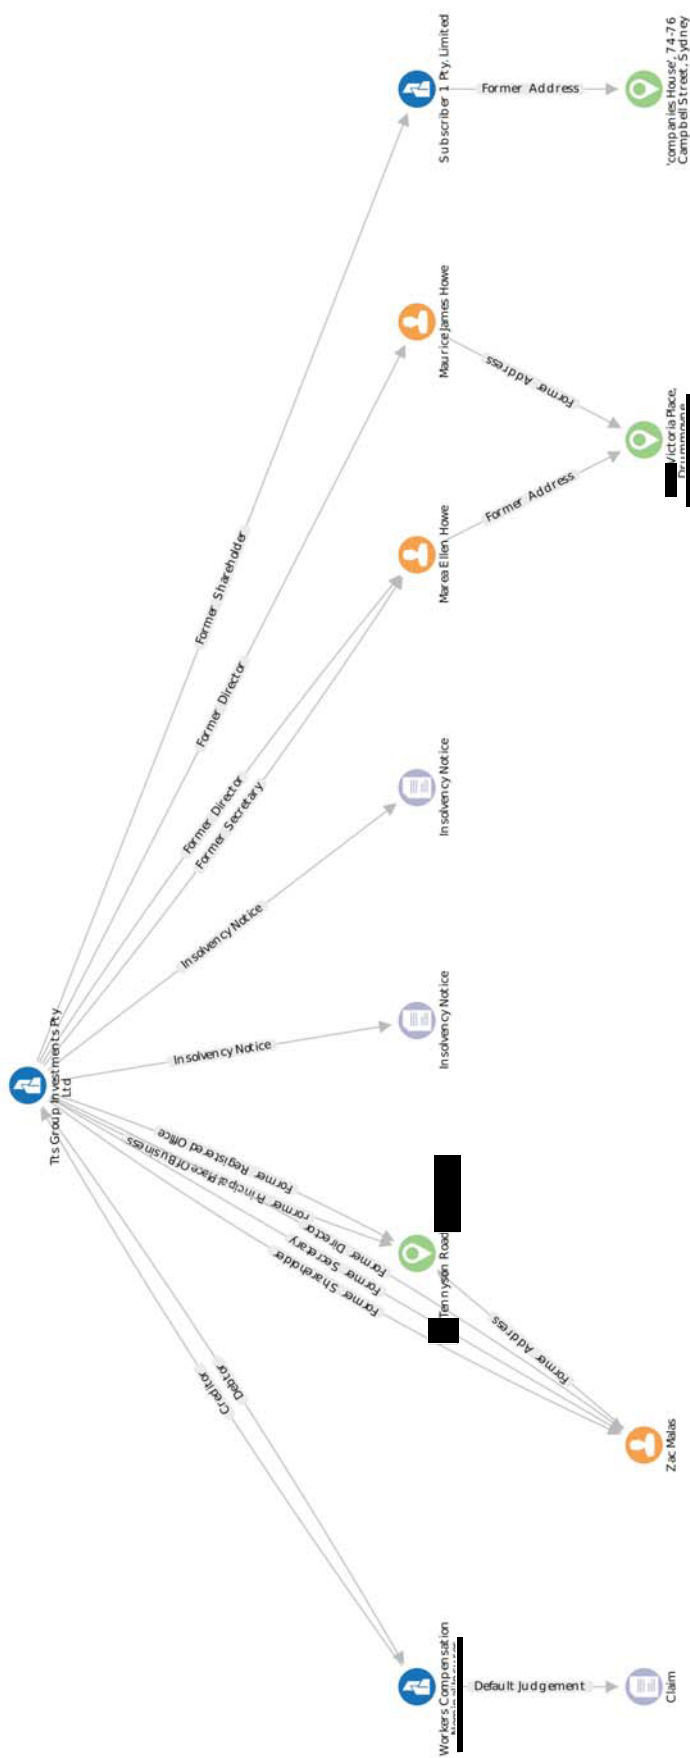 Tts Group Investments Pty
Ltd
Former Shareholder
Former Director
Former Director
Former Secretary
Insolvency Notice
Insolvency Notice
Former Registered Office
Former Principal Place Of Business
Former Director
Former Secretary
Former Shareholder
Debtor
Creditor
Subscriber 1 Pty. Limited
Former Address
'companies House', 74-76
Campbell Street, Sydney
Maurice James Howe
Former Address
Marea Ellen Howe
Former Address
Victoria Place,
Drummoyne
Insolvency Notice
Insolvency Notice
Tennyson Road
Former Address
Zac Malas
Workers Compensation
Default Judgement
Claim